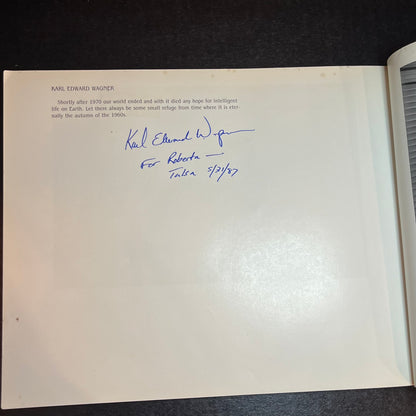 KARL EDWARD WAGNER
Shortly after 1970 our world ended and with it died any hope for intelligent
life on Earth. Let there always be some small refuge from time where it is eter-
nally the autumn of the 1960s.
Karl Edward Wagner
For Roberta —
Tulsa 5/31/87